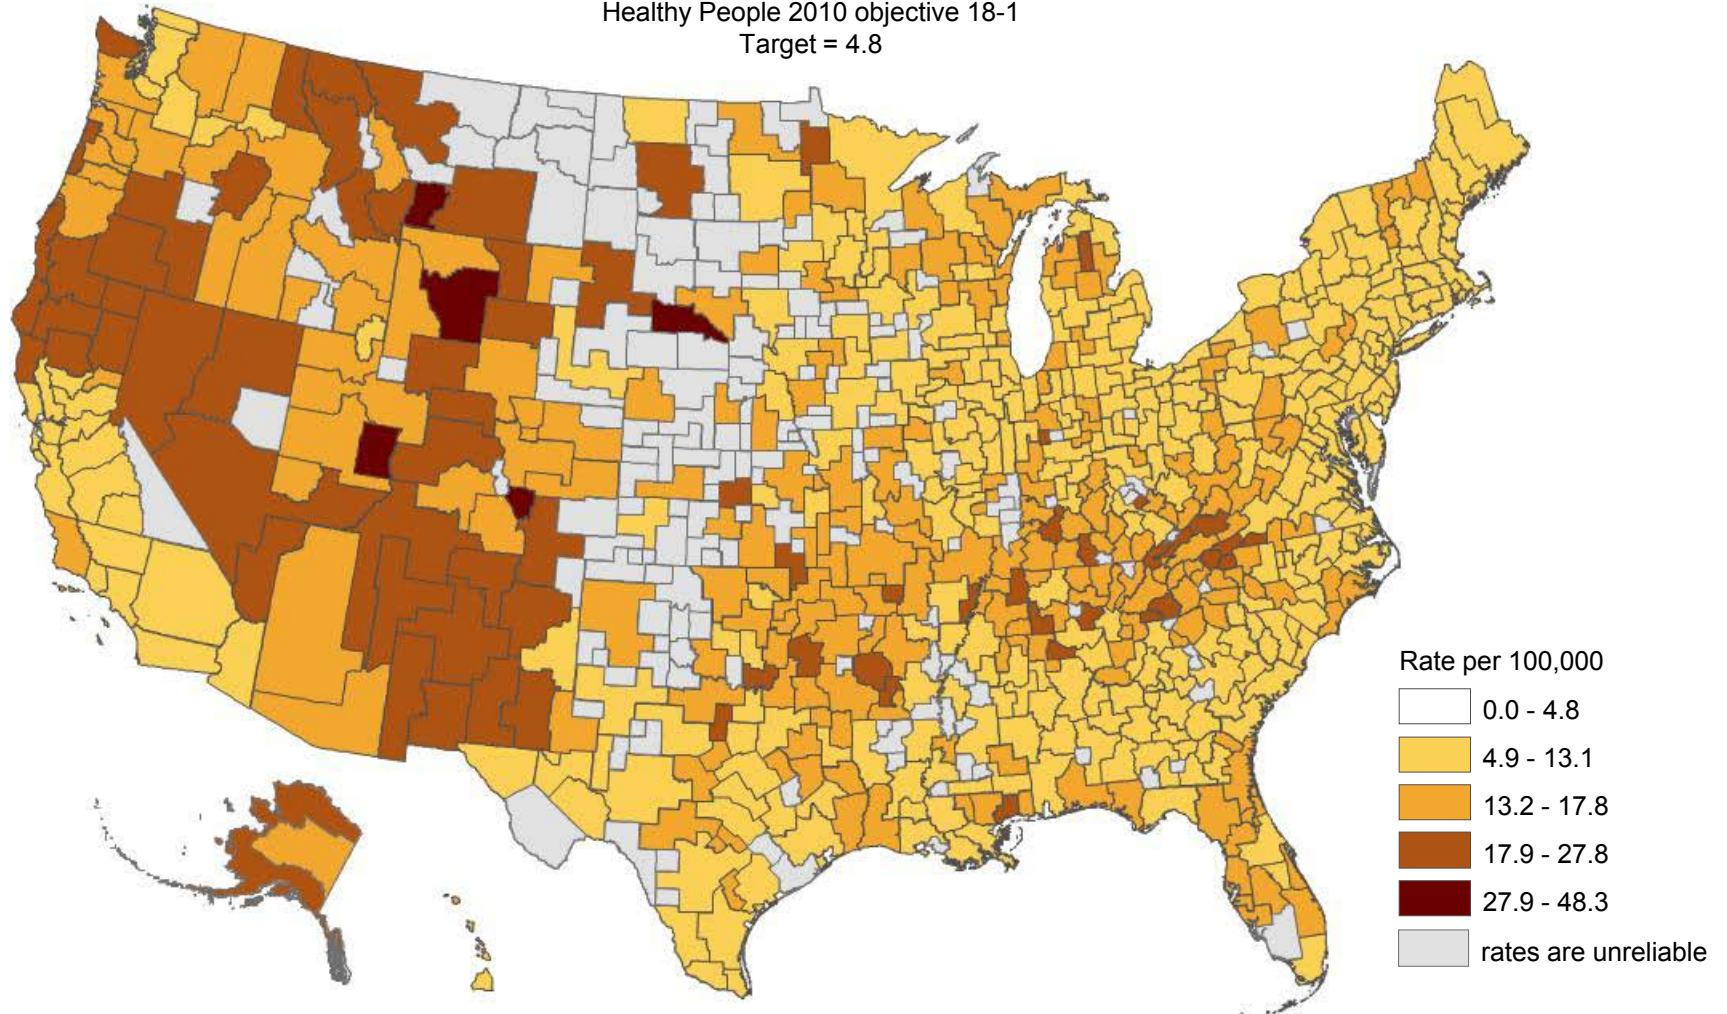 Healthy People 2010 objective 18-1
Target = 4.8
Rate per 100,000
0.0 - 4.8
4.9 - 13.1
13.2 - 17.8
17.9 - 27.8
27.9 - 48.3
rates are unreliable